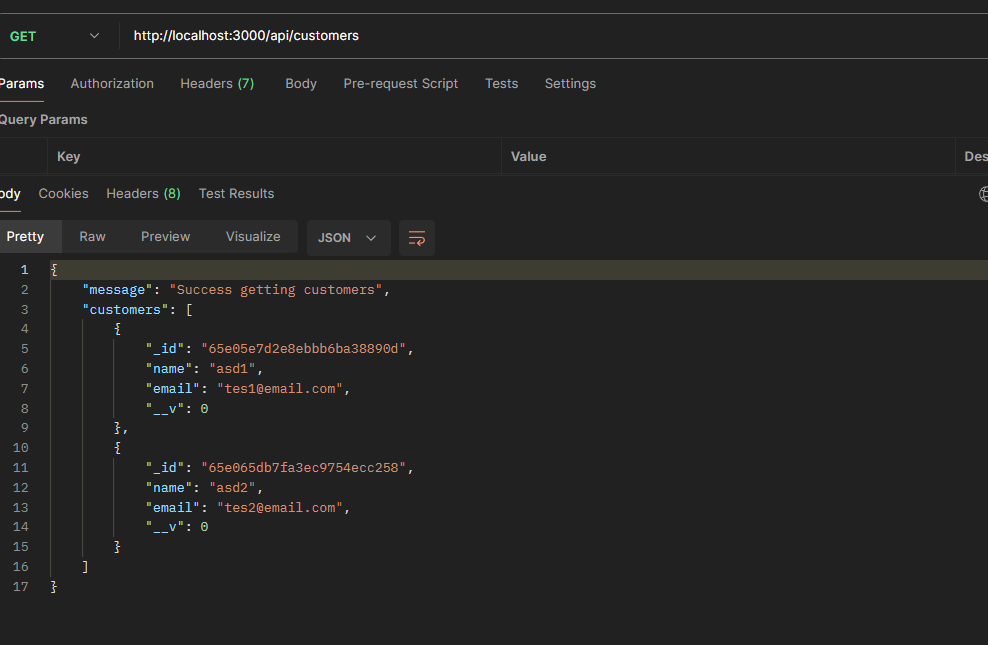 GET http://localhost:3000/api/customers
Params Authorization Headers (7) Body Pre-request Script Tests Settings
Query Params
Key Value Des
ody Cookies Headers (8) Test Results
Pretty Raw Preview Visualize JSON
1 {
2 "message": "Success getting customers",
3 "customers": [
4 {
5 "_id": "65e05e7d2e8ebbb6ba38890d",
6 "name": "asd1",
7 "email": "tes1@email.com",
8 "__v": 0
9 },
10 {
11 "_id": "65e065db7fa3ec9754ecc258",
12 "name": "asd2",
13 "email": "tes2@email.com",
14 "__v": 0
15 }
16 ]
17 }